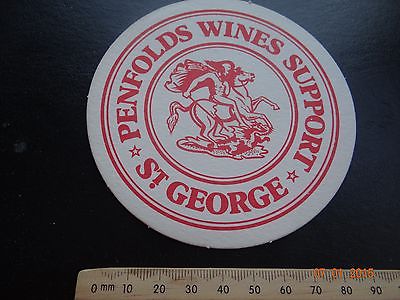 PENFOLDS WINES SUPPORT
ST. GEORGE
0 mm 10 20 30 40 50 60 70 80 90